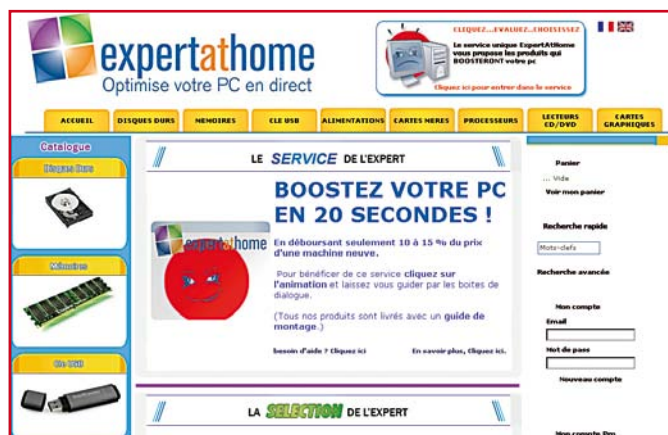 expertathome
Optimise votre PC en direct
CLIQUEZ...EVALUEZ...CHOISISSEZ
Le service unique ExpertAtHome
vous propose les produits qui
BOOSTERONT votre pc
Cliquez ici pour entrer dans le service
ACCUEIL
DISQUES DURS
MEMOIRES
CLE USB
ALIMENTATIONS
CARTES MERES
PROCESSEURS
LECTEURS
CD/DVD
CARTES
GRAPHIQUES
Catalogue
Disques Durs
Mémoires
Clé USB
LE SERVICE DE L'EXPERT
BOOSTEZ VOTRE PC
EN 20 SECONDES !
expertathome
En déboursant seulement 10 à 15 % du prix
d'une machine neuve.
Pour bénéficier de ce service cliquez sur
l'animation et laissez vous guider par les boites de
dialogue.
(Tous nos produits sont livrés avec un guide de
montage.)
besoin d'aide ? Cliquez ici
En savoir plus, Cliquez ici.
LA SELECTION DE L'EXPERT
Panier
... Vide
Voir mon panier
Recherche rapide
Mots-clefs
Recherche avancée
Mon compte
Email
Mot de pass
Nouveau compte
Mon compte Pro